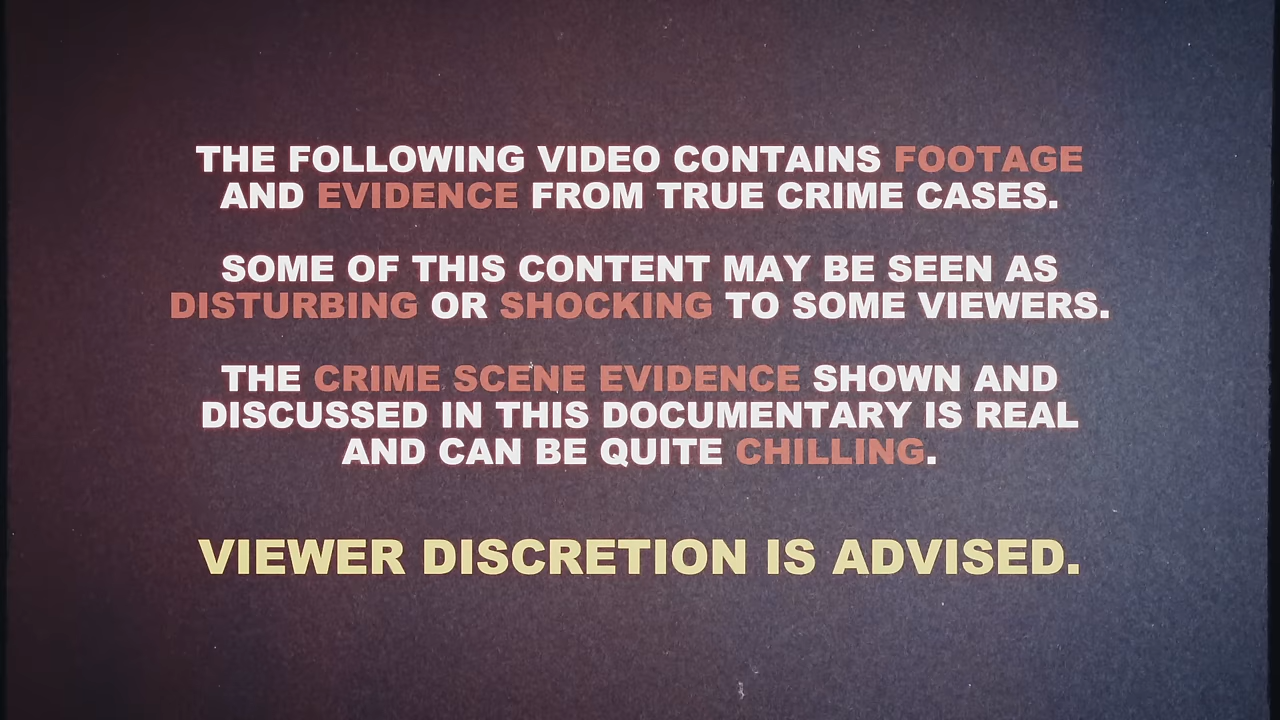 THE FOLLOWING VIDEO CONTAINS FOOTAGE
AND EVIDENCE FROM TRUE CRIME CASES.
SOME OF THIS CONTENT MAY BE SEEN AS
DISTURBING OR SHOCKING TO SOME VIEWERS.
THE CRIME SCENE EVIDENCE SHOWN AND
DISCUSSED IN THIS DOCUMENTARY IS REAL
AND CAN BE QUITE CHILLING.
VIEWER DISCRETION IS ADVISED.